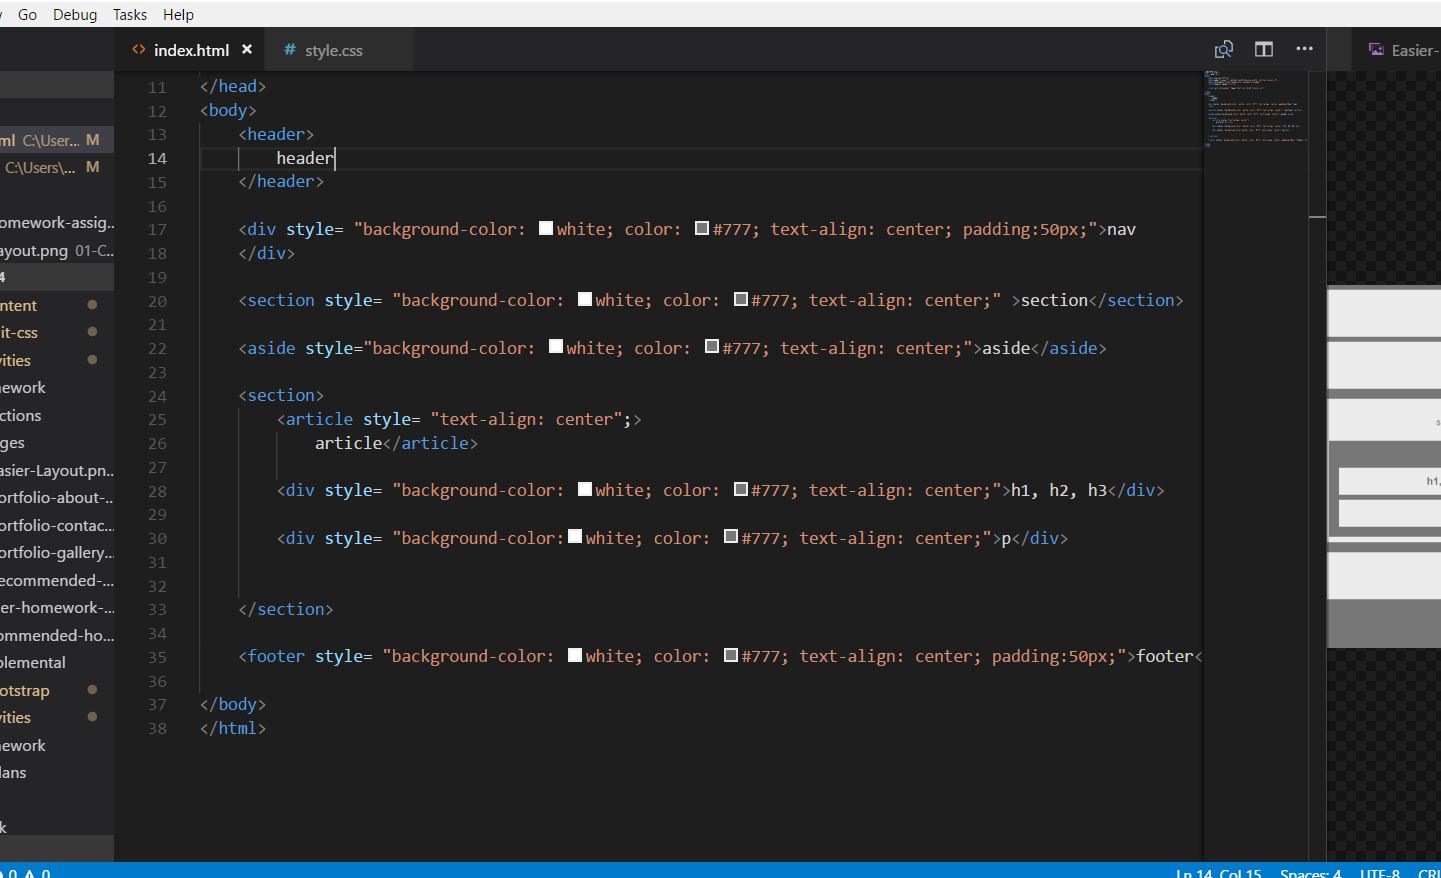 Go Debug Tasks Help
index.html × # style.css Easier-
ml C:\User... M
C:\Users\... M
omework-assig..
ayout.png 01-C..
4
ntent
it-css
vities
ework
ctions
ges
asier-Layout.pn..
ortfolio-about-..
ortfolio-contac...
ortfolio-gallery...
ecommended-...
er-homework-...
ommended-ho...
plemental
otstrap
vities
ework
lans
k
11 </head>
12 <body>
13 <header>
14 header
15 </header>
16
17 <div style= "background-color: white; color: #777; text-align: center; padding:50px;">nav
18 </div>
19
20 <section style= "background-color: white; color: #777; text-align: center;" >section</section>
21
22 <aside style="background-color: white; color: #777; text-align: center;">aside</aside>
23
24 <section>
25 <article style= "text-align: center";>
26 article</article>
27
28 <div style= "background-color: white; color: #777; text-align: center;">h1, h2, h3</div>
29
30 <div style= "background-color: white; color: #777; text-align: center;">p</div>
31
32
33 </section>
34
35 <footer style= "background-color: white; color: #777; text-align: center; padding:50px;">footer<
36
37 </body>
38 </html>
s
h1,
0 0
Ln 14, Col 15 Spaces: 4 UTF-8 CRL